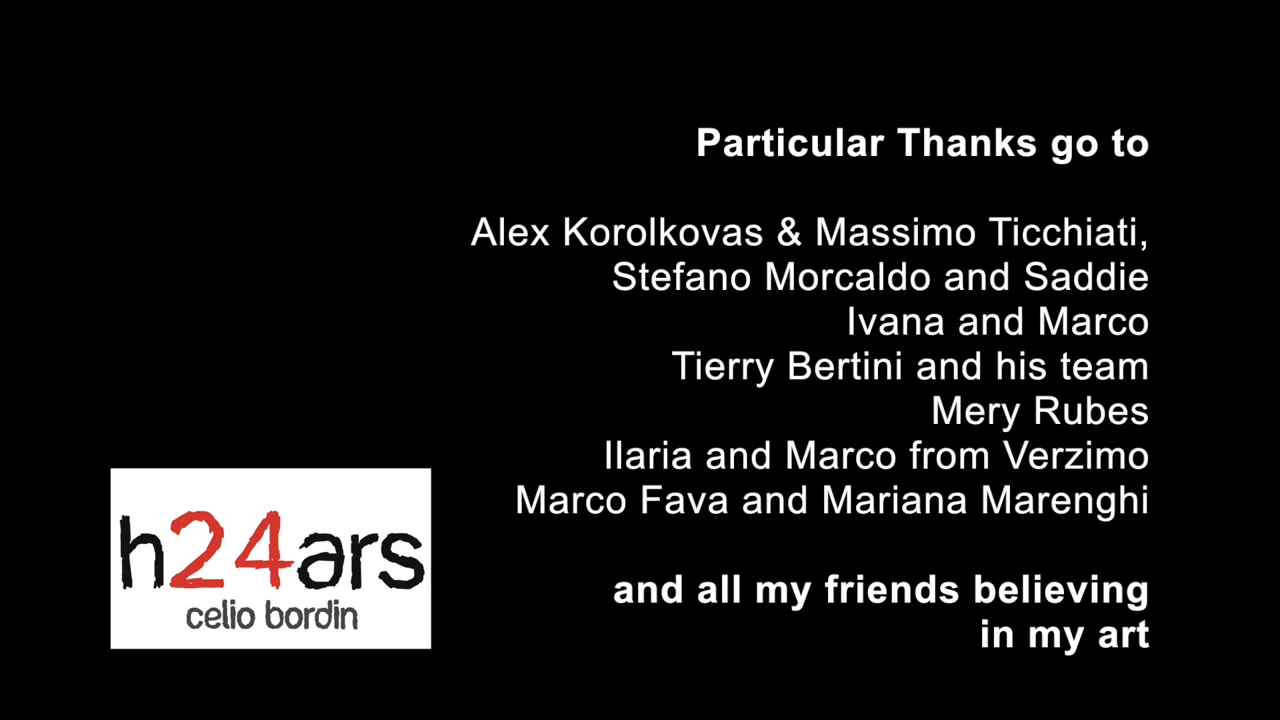 Particular Thanks go to
Alex Korolkovas & Massimo Ticchiati,
Stefano Morcaldo and Saddie
Ivana and Marco
Tierry Bertini and his team
Mery Rubes
Ilaria and Marco from Verzimo
Marco Fava and Mariana Marenghi
and all my friends believing
in my art
h24ars
celio bordin